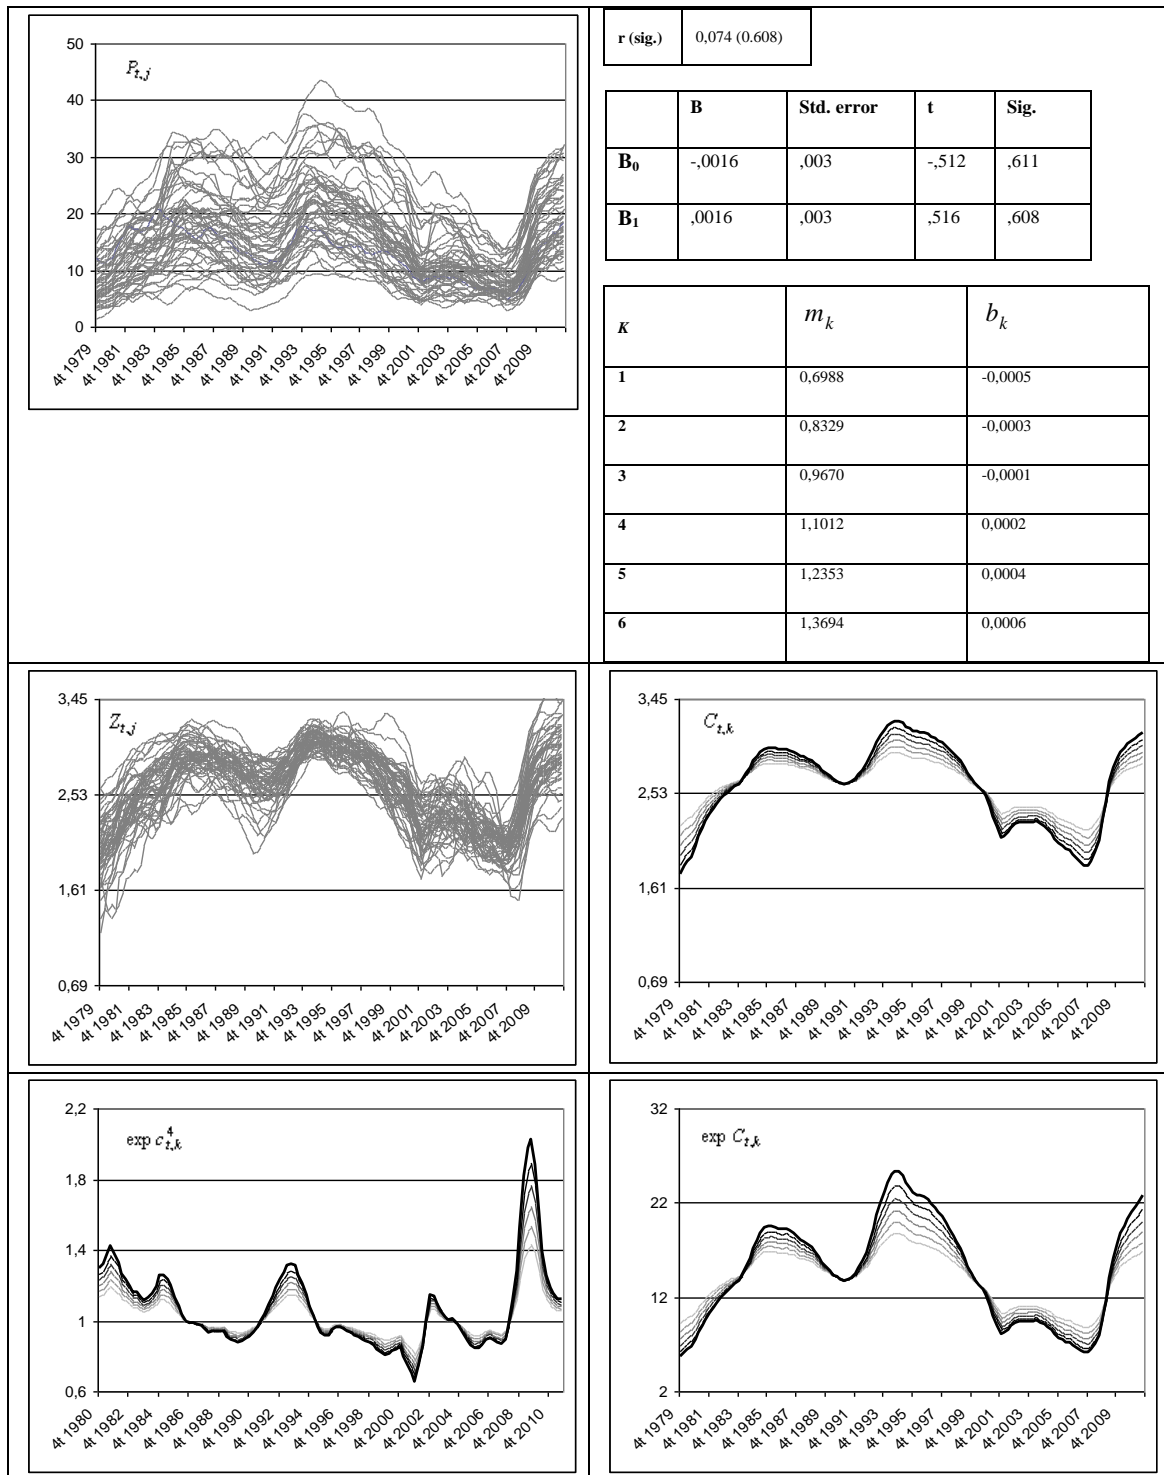 50
40
30
20
10
0
P_{t,j}
4t 1979
4t 1981
4t 1983
4t 1985
4t 1987
4t 1989
4t 1991
4t 1993
4t 1995
4t 1997
4t 1999
4t 2001
4t 2003
4t 2005
4t 2007
4t 2009
r (sig.) 0,074 (0.608)
B Std. error t Sig.
B₀ -,0016 ,003 -,512 ,611
B₁ ,0016 ,003 ,516 ,608
K m_k b_k
1 0,6988 -0,0005
2 0,8329 -0,0003
3 0,9670 -0,0001
4 1,1012 0,0002
5 1,2353 0,0004
6 1,3694 0,0006
3,45
2,53
1,61
0,69
Z_{t,j}
4t 1979
4t 1981
4t 1983
4t 1985
4t 1987
4t 1989
4t 1991
4t 1993
4t 1995
4t 1997
4t 1999
4t 2001
4t 2003
4t 2005
4t 2007
4t 2009
3,45
2,53
1,61
0,69
C_{t,k}
4t 1979
4t 1981
4t 1983
4t 1985
4t 1987
4t 1989
4t 1991
4t 1993
4t 1995
4t 1997
4t 1999
4t 2001
4t 2003
4t 2005
4t 2007
4t 2009
2,2
1,8
1,4
1
0,6
exp c^4_{t,k}
4t 1980
4t 1982
4t 1984
4t 1986
4t 1988
4t 1990
4t 1992
4t 1994
4t 1996
4t 1998
4t 2000
4t 2002
4t 2004
4t 2006
4t 2008
4t 2010
32
22
12
2
exp C_{t,k}
4t 1979
4t 1981
4t 1983
4t 1985
4t 1987
4t 1989
4t 1991
4t 1993
4t 1995
4t 1997
4t 1999
4t 2001
4t 2003
4t 2005
4t 2007
4t 2009